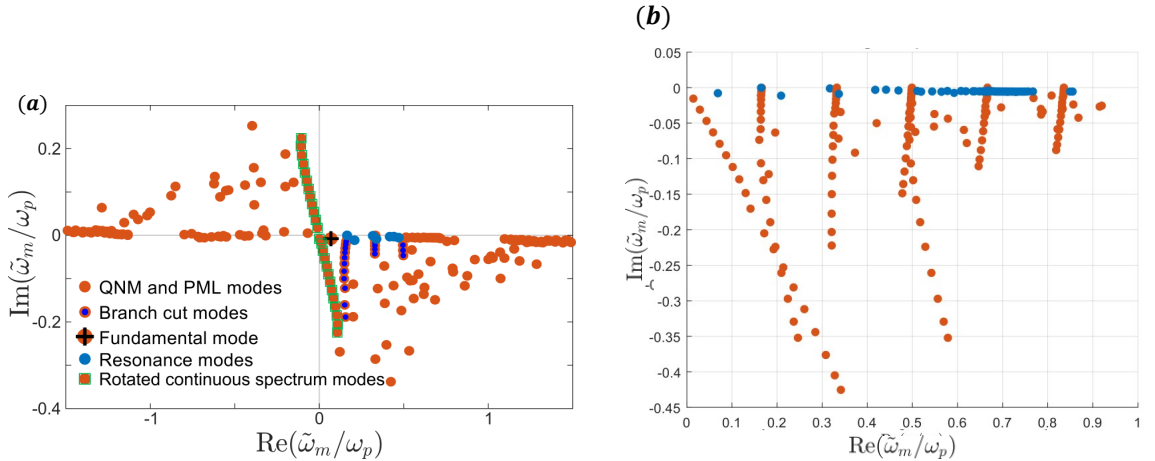 (a)
0.2
0
-0.2
-0.4
-1
0
1
Im(ω̃m/ωp)
Re(ω̃m/ωp)
QNM and PML modes
Branch cut modes
Fundamental mode
Resonance modes
Rotated continuous spectrum modes
(b)
0.05
0
-0.05
-0.1
-0.15
-0.2
-0.25
-0.3
-0.35
-0.4
-0.45
0
0.1
0.2
0.3
0.4
0.5
0.6
0.7
0.8
0.9
1
Im(ω̃m/ωp)
Re(ω̃m/ωp)